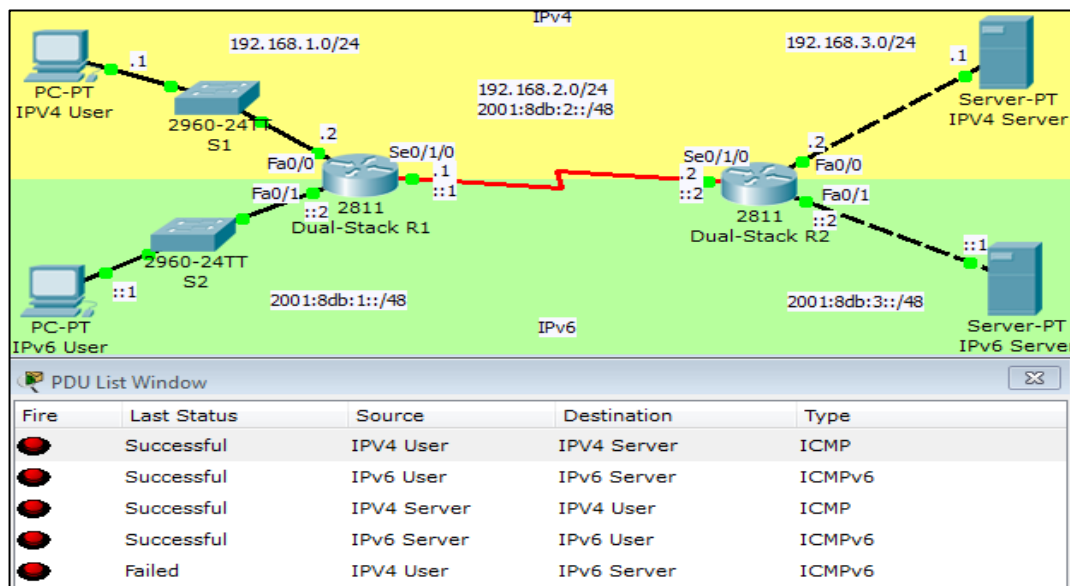 IPv4
192.168.1.0/24
192.168.3.0/24
.1
.1
PC-PT
IPV4 User
192.168.2.0/24
2001:8db:2::/48
Server-PT
IPV4 Server
2960-24TT
S1
.2
.2
Fa0/0
Se0/1/0
Se0/1/0
Fa0/0
.1
.2
Fa0/1
::1
::2
Fa0/1
::2
2811
Dual-Stack R1
2811
Dual-Stack R2
::2
2960-24TT
S2
::1
::1
2001:8db:1::/48
2001:8db:3::/48
PC-PT
IPv6 User
IPv6
Server-PT
IPv6 Server
PDU List Window
Fire Last Status Source Destination Type
Successful IPV4 User IPV4 Server ICMP
Successful IPv6 User IPv6 Server ICMPv6
Successful IPV4 Server IPV4 User ICMP
Successful IPv6 Server IPv6 User ICMPv6
Failed IPV4 User IPv6 Server ICMPv6